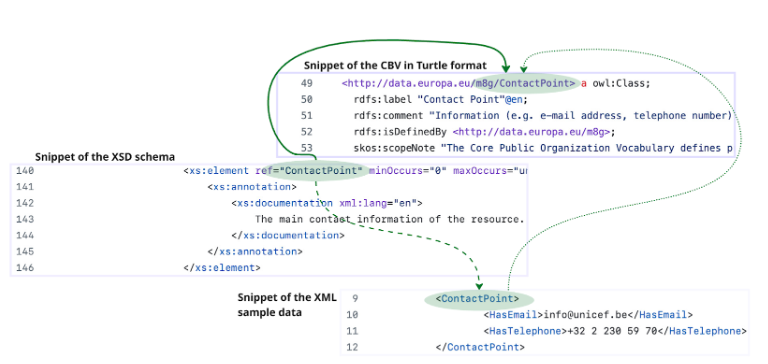 Snippet of the CBV in Turtle format
49 <http://data.europa.eu/m8g/ContactPoint> a owl:Class;
50 rdfs:label "Contact Point"@en;
51 rdfs:comment "Information (e.g. e-mail address, telephone number)
52 rdfs:isDefinedBy <http://data.europa.eu/m8g>;
53 skos:scopeNote "The Core Public Organization Vocabulary defines p
Snippet of the XSD schema
140 <xs:element ref="ContactPoint" minOccurs="0" maxOccurs="un
141 <xs:annotation>
142 <xs:documentation xml:lang="en">
143 The main contact information of the resource.
144 </xs:documentation>
145 </xs:annotation>
146 </xs:element>
Snippet of the XML
sample data
9 <ContactPoint>
10 <HasEmail>info@unicef.be</HasEmail>
11 <HasTelephone>+32 2 230 59 70</HasTelephone>
12 </ContactPoint>